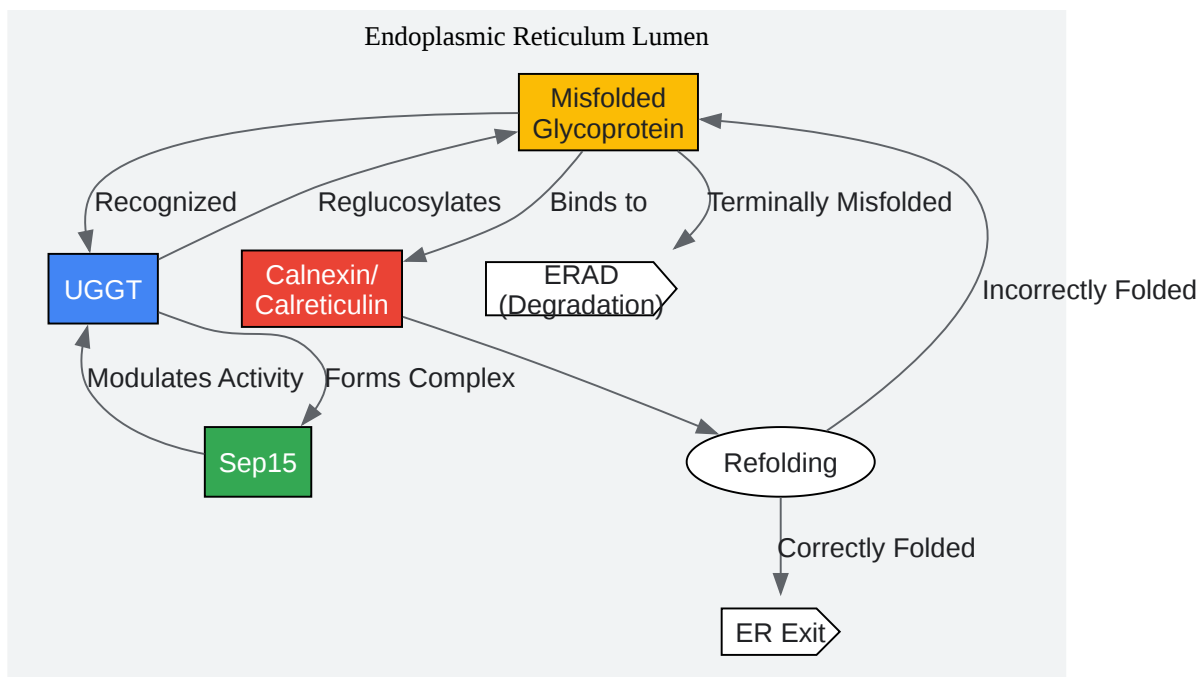 Endoplasmic Reticulum Lumen
Misfolded
Glycoprotein
Recognized
Reglucosylates
Binds to
Terminally Misfolded
UGGT
Calnexin/
Calreticulin
ERAD
(Degradation)
Incorrectly Folded
Modulates Activity
Forms Complex
Sep15
Refolding
Correctly Folded
ER Exit